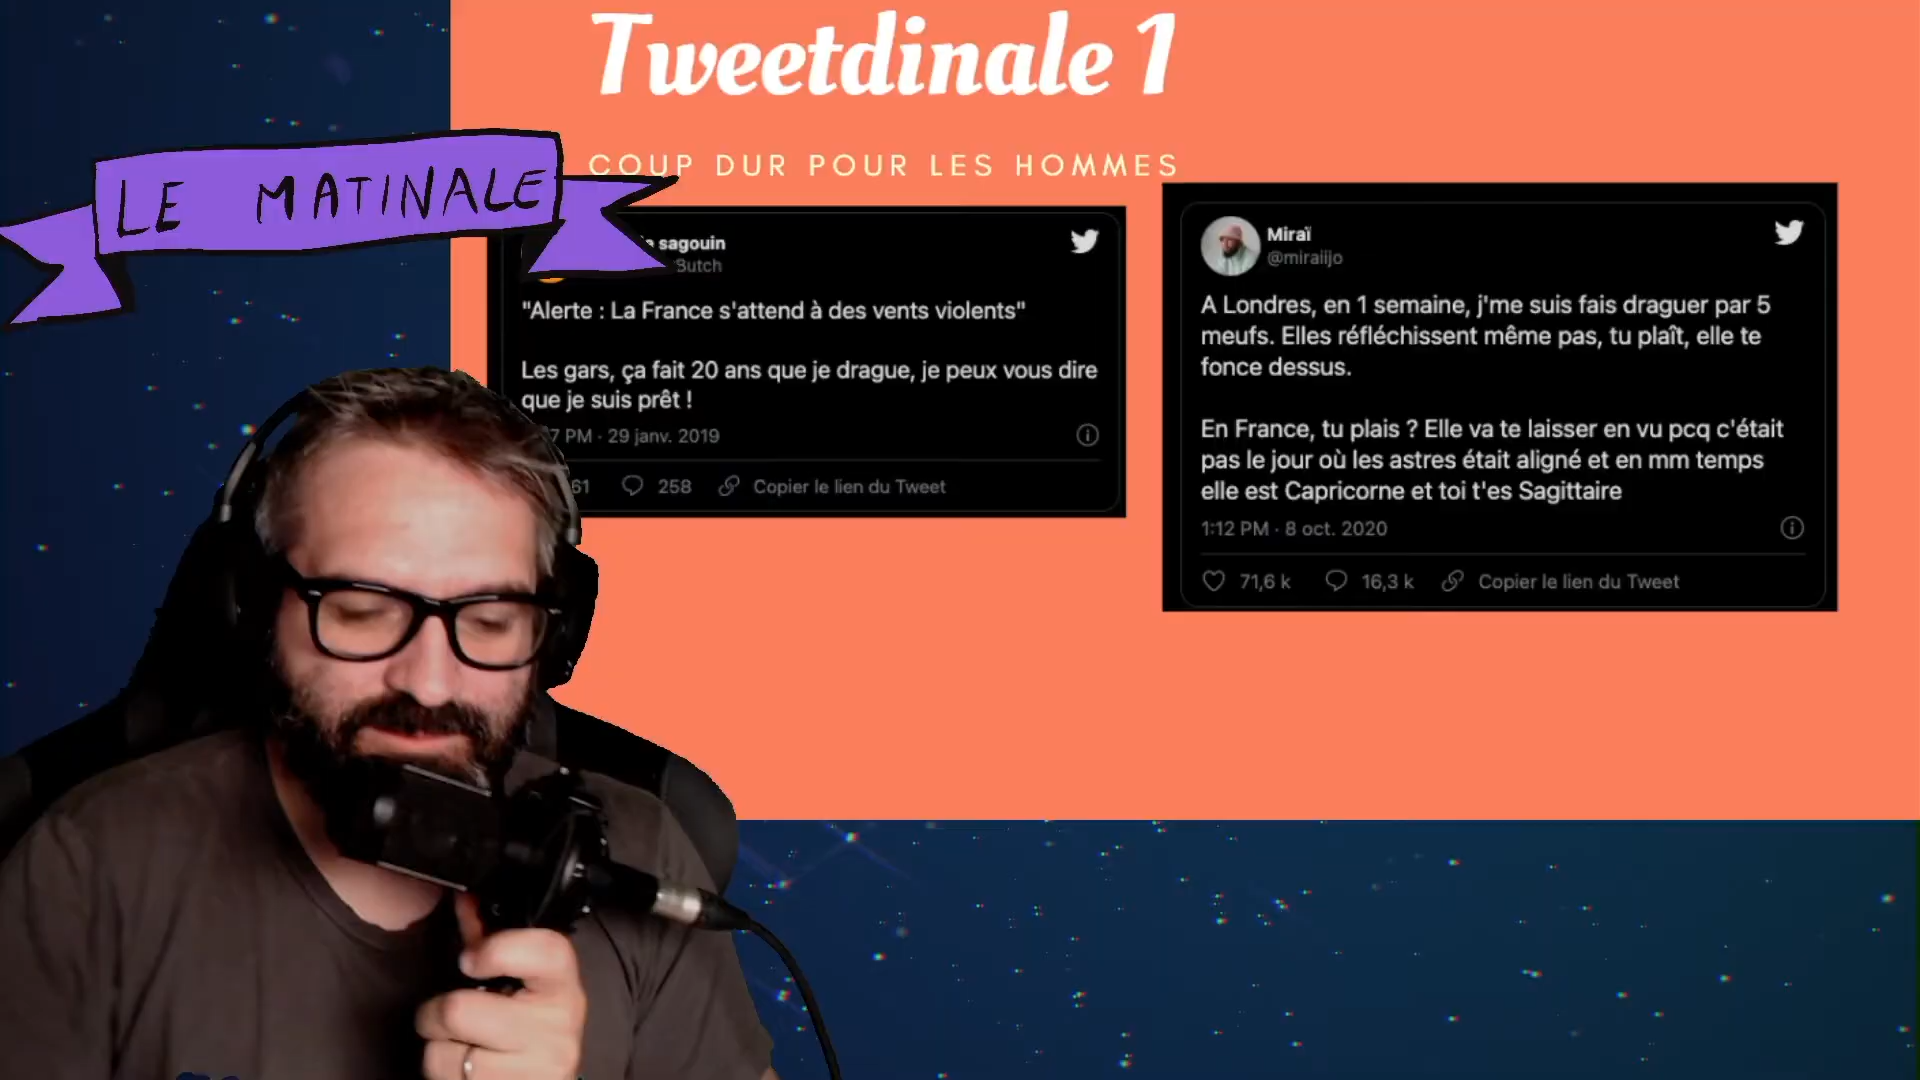 Tweetdinale 1
COUP DUR POUR LES HOMMES
LE MATINALE
sagouin
Butch
"Alerte : La France s'attend à des vents violents"
Les gars, ça fait 20 ans que je drague, je peux vous dire
que je suis prêt !
7 PM · 29 janv. 2019
61 258 Copier le lien du Tweet
Miraï
@miraiijo
A Londres, en 1 semaine, j'me suis fais draguer par 5
meufs. Elles réfléchissent même pas, tu plaît, elle te
fonce dessus.
En France, tu plais ? Elle va te laisser en vu pcq c'était
pas le jour où les astres était aligné et en mm temps
elle est Capricorne et toi t'es Sagittaire
1:12 PM · 8 oct. 2020
71,6 k 16,3 k Copier le lien du Tweet